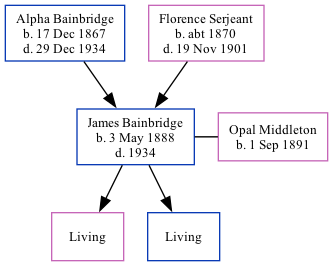 Alpha Bainbridge
b. 17 Dec 1867
d. 29 Dec 1934
Florence Serjeant
b. abt 1870
d. 19 Nov 1901
James Bainbridge
b. 3 May 1888
d. 1934
Opal Middleton
b. 1 Sep 1891
Living
Living